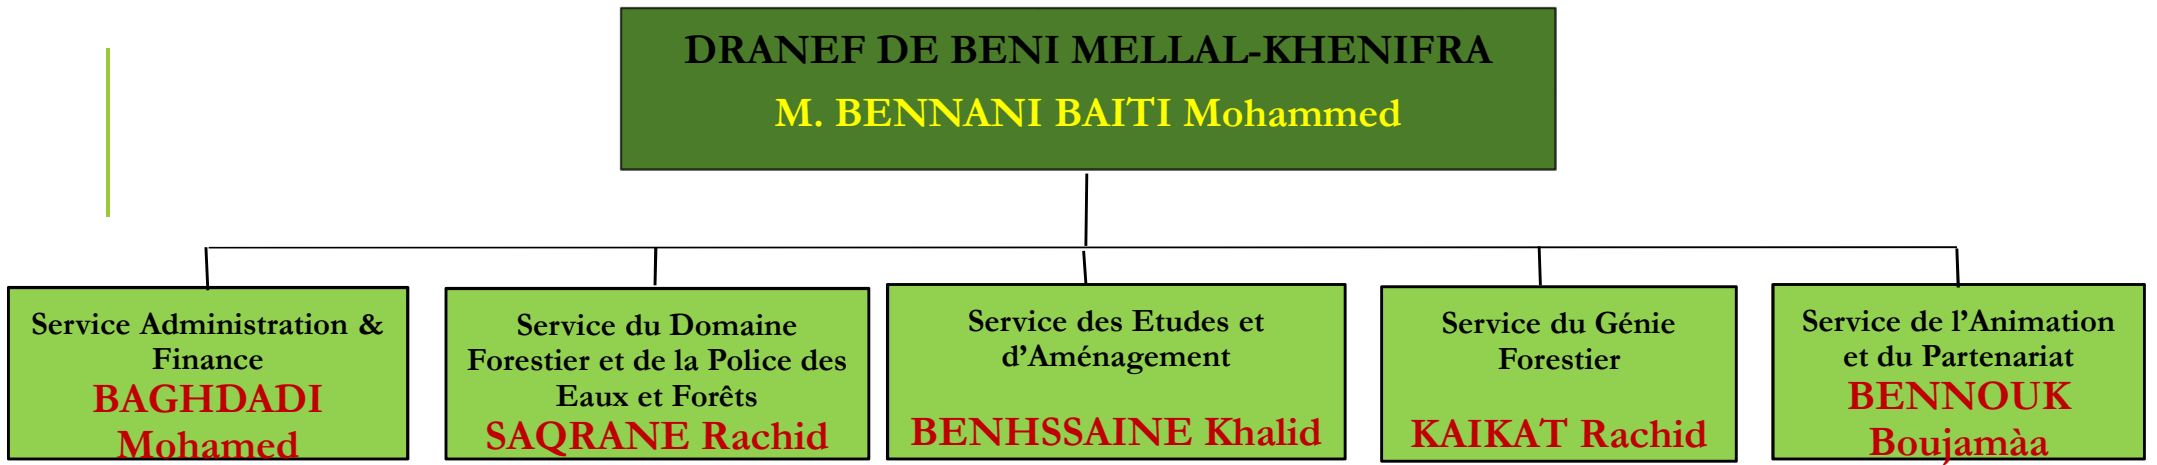 DRANEF DE BENI MELLAL-KHENIFRA
M. BENNANI BAITI Mohammed
Service Administration &
Finance
BAGHDADI
Mohamed
Service du Domaine
Forestier et de la Police des
Eaux et Forêts
SAQRANE Rachid
Service des Etudes et
d’Aménagement
BENHSSAINE Khalid
Service du Génie
Forestier
KAIKAT Rachid
Service de l’Animation
et du Partenariat
BENNOUK
Boujamàa